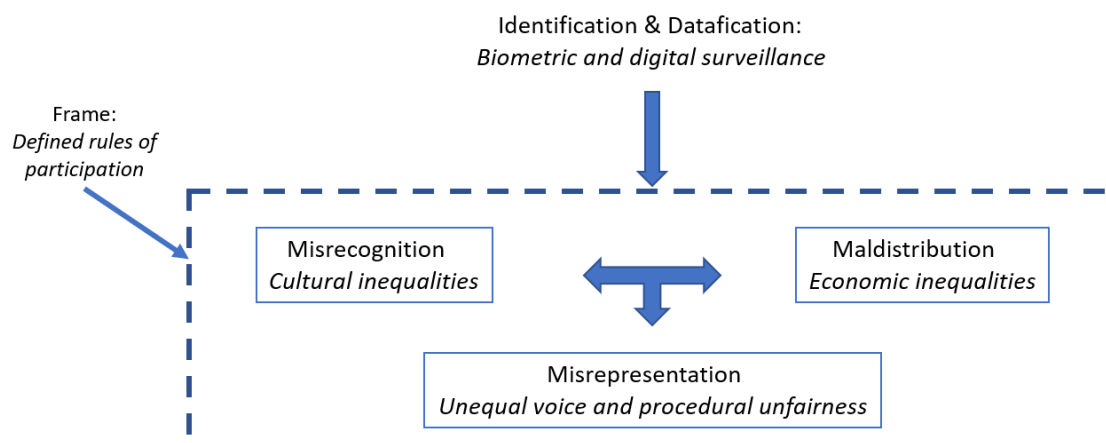 Identification & Datafication:
Biometric and digital surveillance
Frame:
Defined rules of
participation
Misrecognition
Cultural inequalities
Maldistribution
Economic inequalities
Misrepresentation
Unequal voice and procedural unfairness